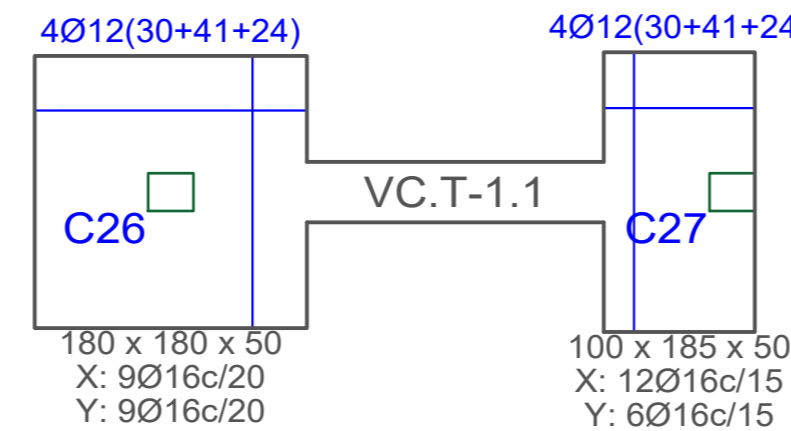 4Ø12(30+41+24)
4Ø12(30+41+24
VC.T-1.1
C26
C27
180 x 180 x 50
X: 9Ø16c/20
Y: 9Ø16c/20
100 x 185 x 50
X: 12Ø16c/15
Y: 6Ø16c/15